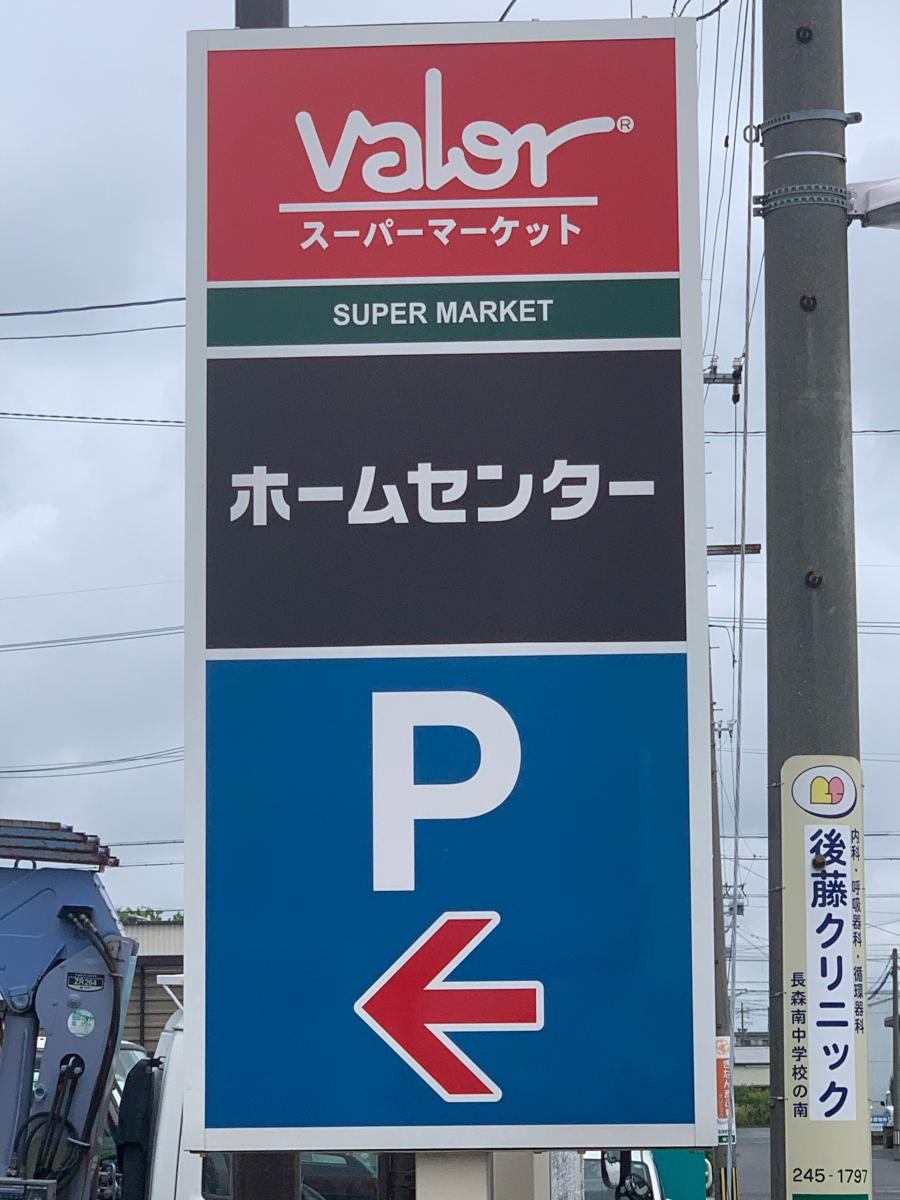 valor®
スーパーマーケット
SUPER MARKET
ホームセンター
P
内科・呼吸器科・循環器科
後藤クリニック
長森南中学校の南
245-1797
ZR264